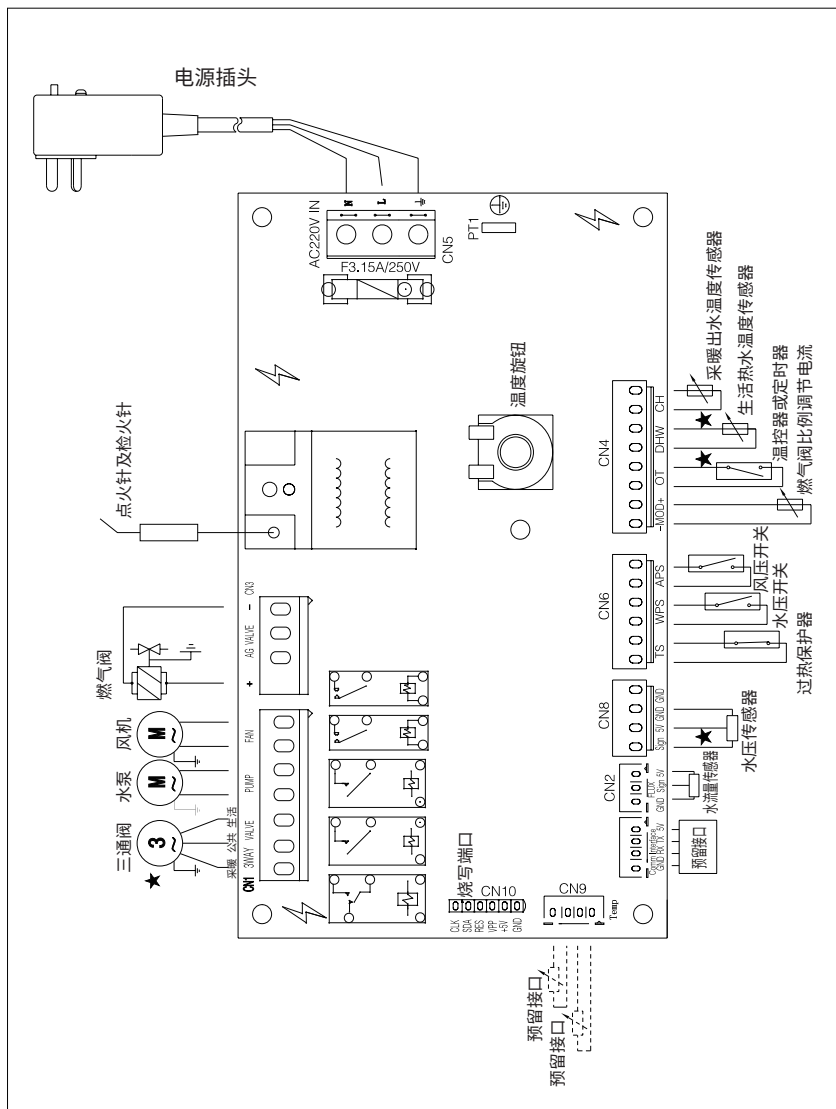 电源插头
AC220V IN
N
L
CN5
PT1
F3.15A/250V
点火针及检火针
温度旋钮
采暖出水温度传感器
生活热水温度传感器
温控器或定时器
燃气阀比例调节电流
CN4
-MOD+ OT DHW CH
★
★
CN6
TS WPS APS
风压开关
水压开关
过热保护器
CN8
Sign 5V GND GND
★
水压传感器
CN2
FLUX
GND Sign 5V
水流量传感器
Comm Interface
GND RX TX 5V
预留接口
燃气阀
+ AG VALVE - CN3
风机
M
~
水泵
M
~
三通阀
3
~
★
采暖 公共 生活
CN1 3WAY VALVE PUMP FAN
烧写端口
CN10
CLK
SDA
RES
VPP
+5V
GND
CN9
Temp
预留接口
预留接口